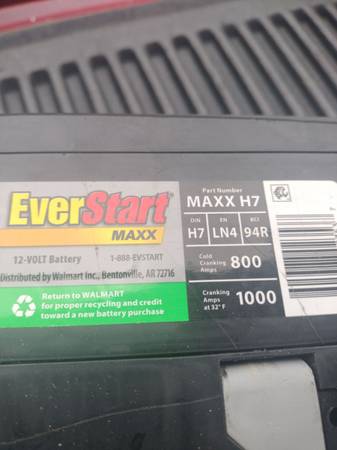 EverStart
MAXX
12-VOLT Battery 1-888-EVSTART
Distributed by Walmart Inc., Bentonville, AR 72716
Return to WALMART
for proper recycling and credit
toward a new battery purchase
Part Number
MAXX H7
DIN EN BCI
H7 LN4 94R
Cold
Cranking
Amps
800
Cranking
Amps
at 32° F
1000